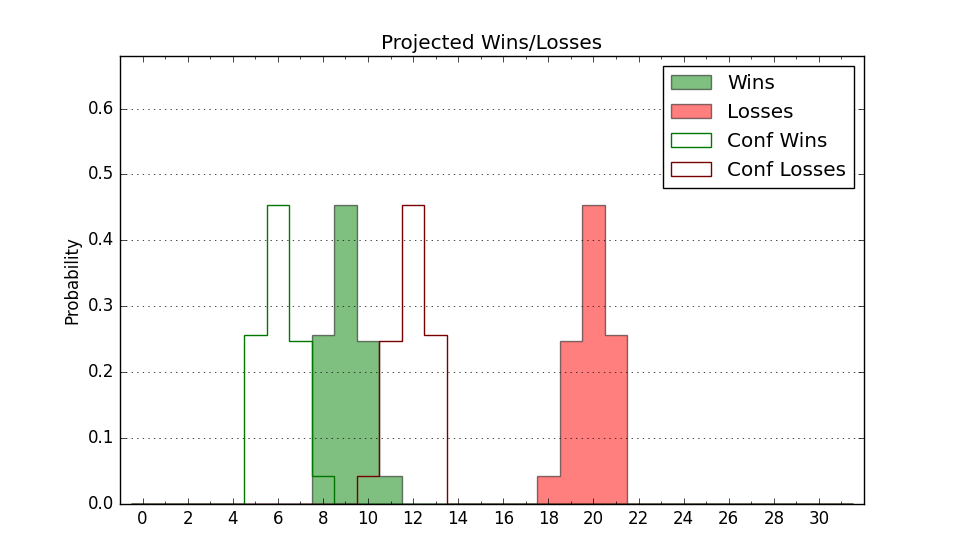 Projected Wins/Losses
Wins
Losses
Conf Wins
Conf Losses
Probability
0.6
0.5
0.4
0.3
0.2
0.1
0.0
0 2 4 6 8 10 12 14 16 18 20 22 24 26 28 30